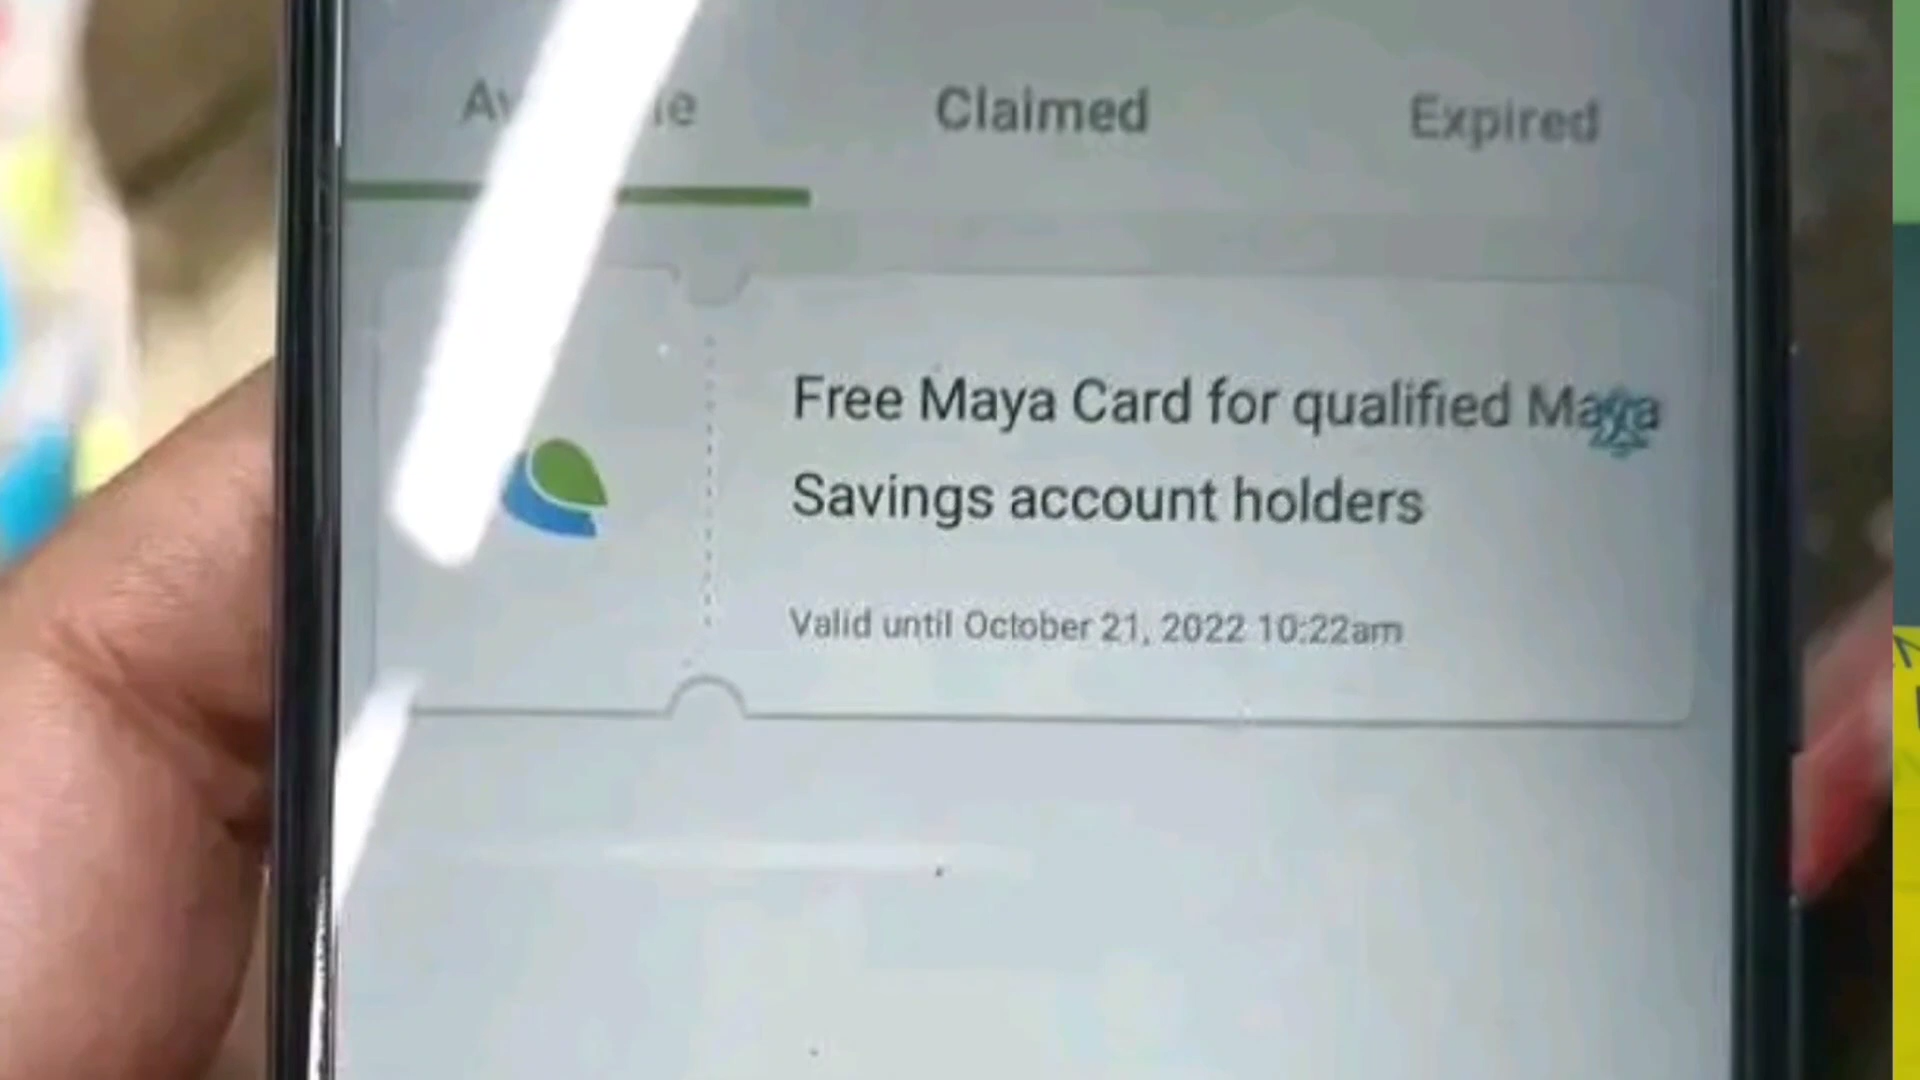 Claimed
Expired
Free Maya Card for qualified Maya
Savings account holders
Valid until October 21, 2022 10:22am